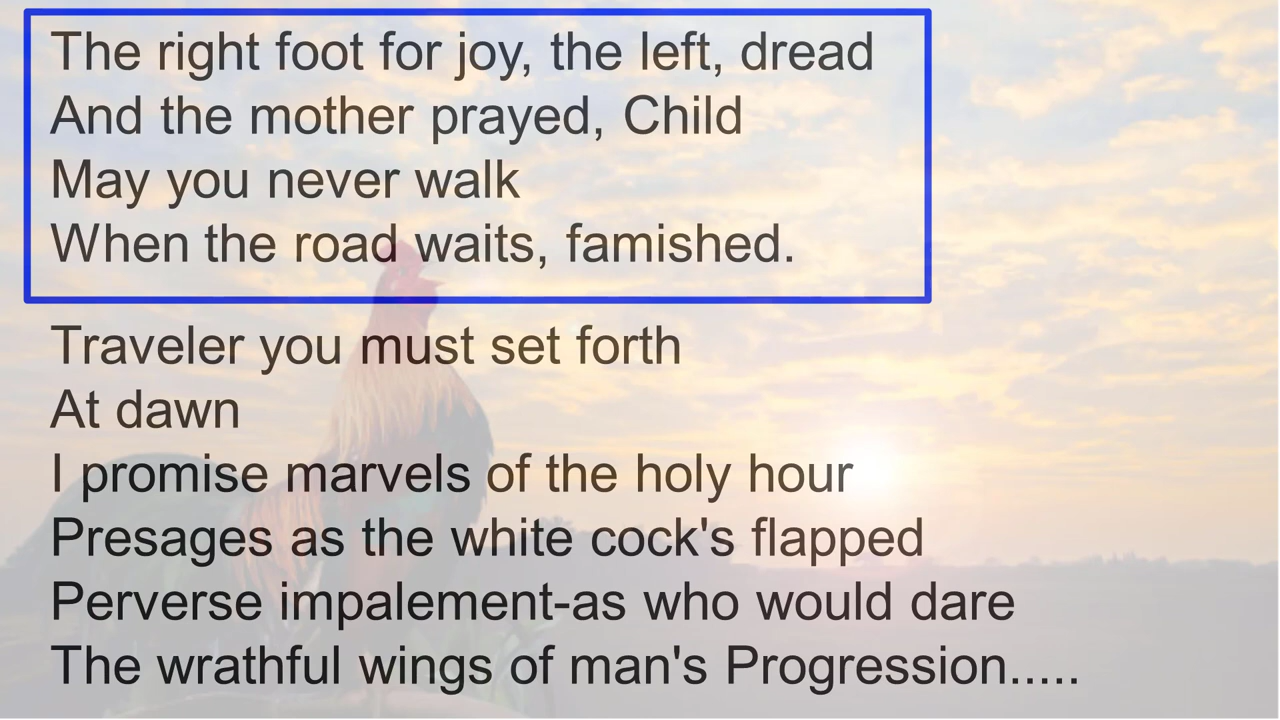 The right foot for joy, the left, dread
And the mother prayed, Child
May you never walk
When the road waits, famished.
Traveler you must set forth
At dawn
I promise marvels of the holy hour
Presages as the white cock's flapped
Perverse impalement-as who would dare
The wrathful wings of man's Progression.....